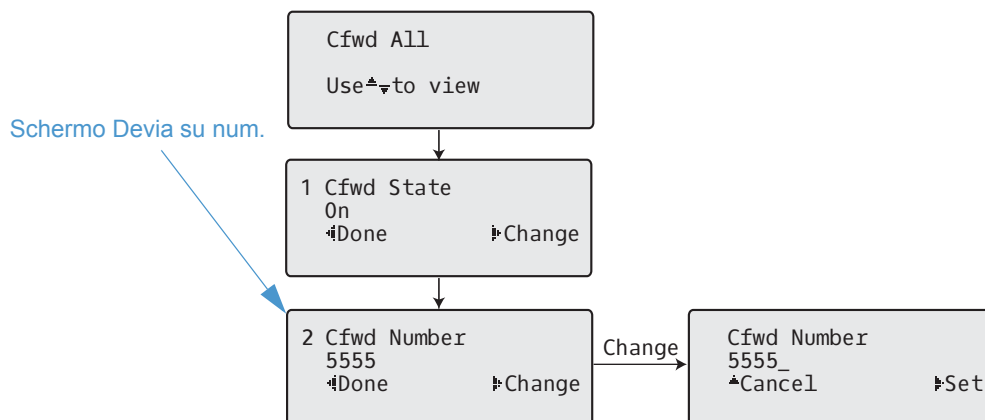 Cfwd All
Use to view
Schermo Devia su num.
1 Cfwd State
On
Done Change
2 Cfwd Number
5555
Done Change
Change
Cfwd Number
5555_
Cancel Set